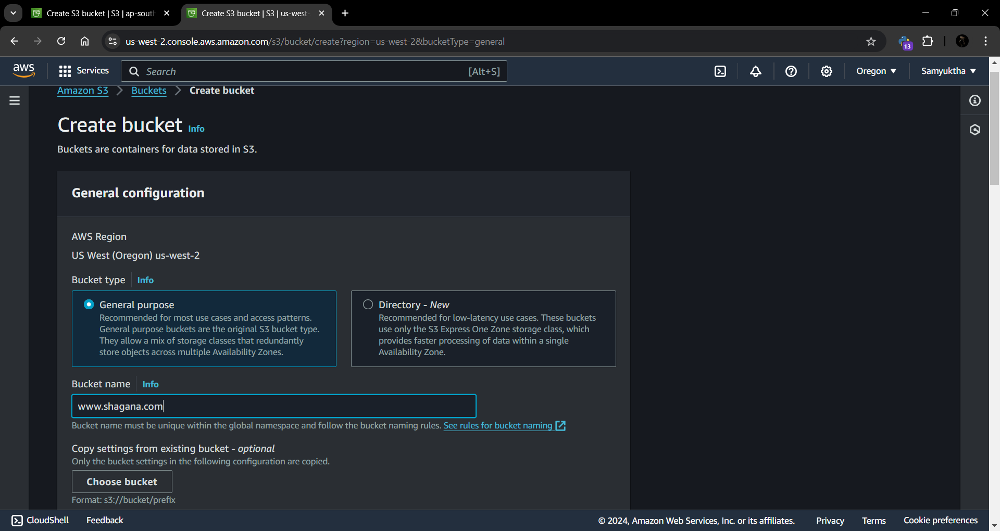 Create S3 bucket | S3 | ap-south
Create S3 bucket | S3 | us-west-
us-west-2.console.aws.amazon.com/s3/bucket/create?region=us-west-2&bucketType=general
13
aws
Services
Search
[Alt+S]
Oregon
Samyuktha
Amazon S3 > Buckets > Create bucket
Create bucket Info
Buckets are containers for data stored in S3.
General configuration
AWS Region
US West (Oregon) us-west-2
Bucket type Info
General purpose
Recommended for most use cases and access patterns.
General purpose buckets are the original S3 bucket type.
They allow a mix of storage classes that redundantly
store objects across multiple Availability Zones.
Directory - New
Recommended for low-latency use cases. These buckets
use only the S3 Express One Zone storage class, which
provides faster processing of data within a single
Availability Zone.
Bucket name Info
www.shagana.com
Bucket name must be unique within the global namespace and follow the bucket naming rules. See rules for bucket naming
Copy settings from existing bucket - optional
Only the bucket settings in the following configuration are copied.
Choose bucket
Format: s3://bucket/prefix
CloudShell
Feedback
© 2024, Amazon Web Services, Inc. or its affiliates.
Privacy
Terms
Cookie preferences